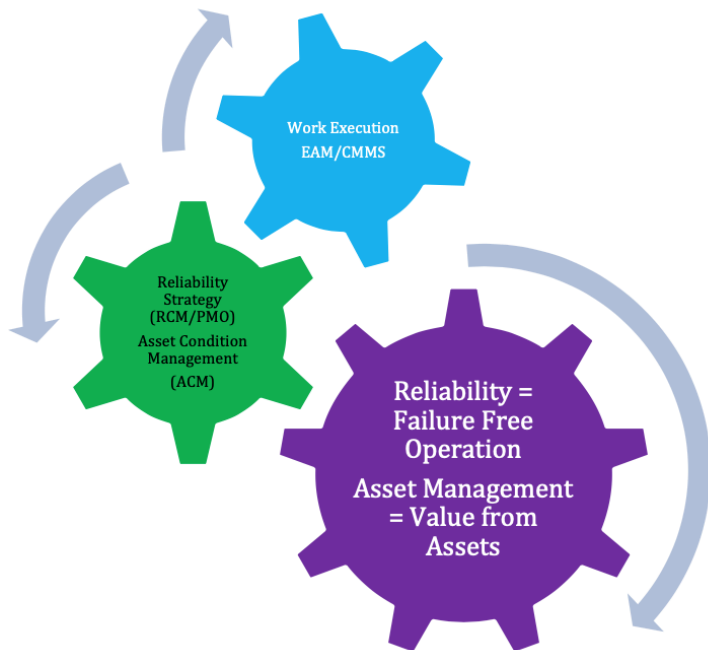 Work Execution
EAM/CMMS
Reliability
Strategy
(RCM/PMO)
Asset Condition
Management
(ACM)
Reliability =
Failure Free
Operation
Asset Management
= Value from
Assets